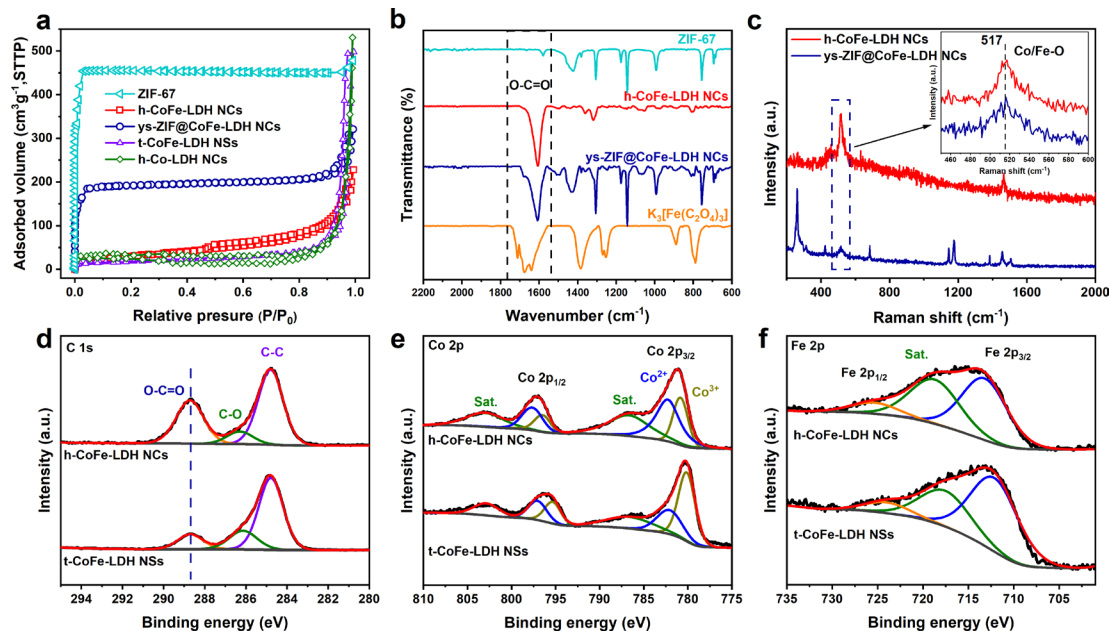 a
Adsorbed volume (cm³g⁻¹,STTP)
500
400
300
200
100
0
ZIF-67
h-CoFe-LDH NCs
ys-ZIF@CoFe-LDH NCs
t-CoFe-LDH NSs
h-Co-LDH NCs
0.0 0.2 0.4 0.6 0.8 1.0
Relative presure (P/P₀)
b
Transmittance (%)
ZIF-67
O-C=O
h-CoFe-LDH NCs
ys-ZIF@CoFe-LDH NCs
K₃[Fe(C₂O₄)₃]
2200 2000 1800 1600 1400 1200 1000 800 600
Wavenumber (cm⁻¹)
c
Intensity (a.u.)
h-CoFe-LDH NCs
ys-ZIF@CoFe-LDH NCs
517
Co/Fe-O
Intensity (a.u.)
460 480 500 520 540 560 580 600
Raman shift (cm⁻¹)
400 800 1200 1600 2000
Raman shift (cm⁻¹)
d
C 1s
C-C
O-C=O
C-O
h-CoFe-LDH NCs
t-CoFe-LDH NSs
Intensity (a.u.)
294 292 290 288 286 284 282 280
Binding energy (eV)
e
Co 2p
Co 2p₃/₂
Co 2p₁/₂
Co²⁺
Co³⁺
Sat.
Sat.
h-CoFe-LDH NCs
t-CoFe-LDH NSs
Intensity (a.u.)
810 805 800 795 790 785 780 775
Binding energy (eV)
f
Fe 2p
Sat.
Fe 2p₃/₂
Fe 2p₁/₂
h-CoFe-LDH NCs
t-CoFe-LDH NSs
Intensity (a.u.)
735 730 725 720 715 710 705
Binding energy (eV)